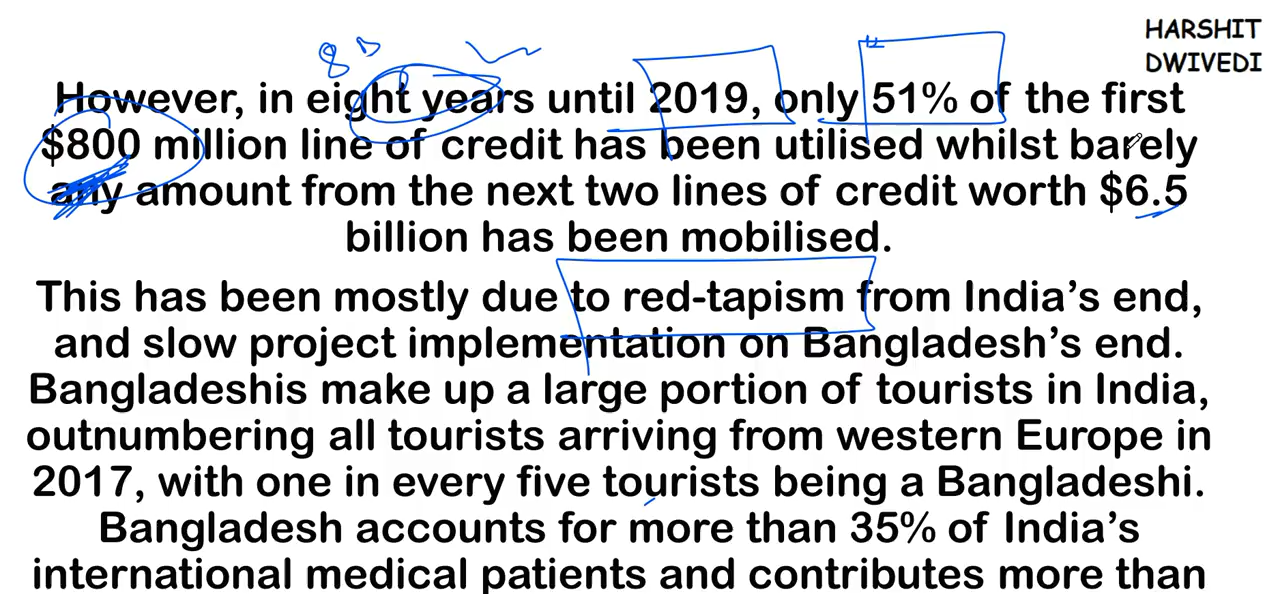 HARSHIT
DWIVEDI
However, in eight years until 2019, only 51% of the first
$800 million line of credit has been utilised whilst barely
any amount from the next two lines of credit worth $6.5
billion has been mobilised.
This has been mostly due to red-tapism from India's end,
and slow project implementation on Bangladesh's end.
Bangladeshis make up a large portion of tourists in India,
outnumbering all tourists arriving from western Europe in
2017, with one in every five tourists being a Bangladeshi.
Bangladesh accounts for more than 35% of India's
international medical patients and contributes more than